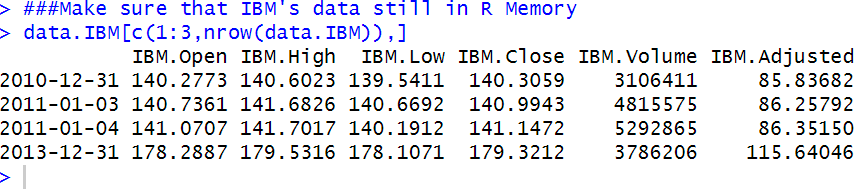 > ###Make sure that IBM's data still in R Memory
> data.IBM[c(1:3,nrow(data.IBM)),]
IBM.Open IBM.High IBM.Low IBM.Close IBM.Volume IBM.Adjusted
2010-12-31 140.2773 140.6023 139.5411 140.3059 3106411 85.83682
2011-01-03 140.7361 141.6826 140.6692 140.9943 4815575 86.25792
2011-01-04 141.0707 141.7017 140.1912 141.1472 5292865 86.35150
2013-12-31 178.2887 179.5316 178.1071 179.3212 3786206 115.64046
>